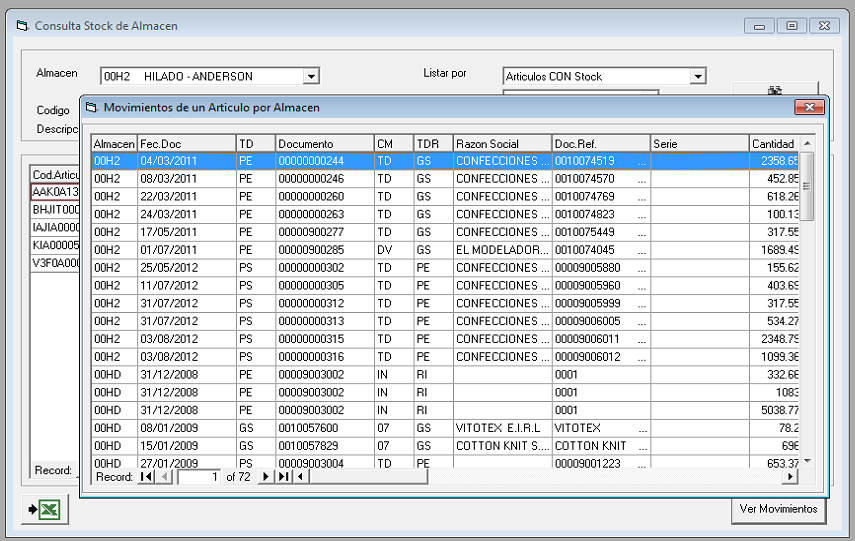 Consulta Stock de Almacen
Almacen 00H2 HILADO - ANDERSON Listar por Articulos CON Stock
Codigo
Descripc
Movimientos de un Articulo por Almacen
Almacen Fec.Doc TD Documento CM TDR Razon Social Doc.Ref. Serie Cantidad
00H2 04/03/2011 PE 00000000244 TD GS CONFECCIONES ... 0010074519 ... 2358.65
00H2 08/03/2011 PE 00000000246 TD GS CONFECCIONES ... 0010074570 ... 452.85
00H2 22/03/2011 PE 00000000260 TD GS CONFECCIONES ... 0010074769 ... 618.26
00H2 24/03/2011 PE 00000000263 TD GS CONFECCIONES ... 0010074823 ... 100.13
00H2 17/05/2011 PE 00000900277 TD GS CONFECCIONES ... 0010075449 ... 317.55
00H2 01/07/2011 PE 00000900285 DV GS EL MODELADOR... 0010074045 ... 1689.49
00H2 25/05/2012 PS 00000000302 TD PE CONFECCIONES ... 00009005880 ... 155.62
00H2 11/07/2012 PS 00000000305 TD PE CONFECCIONES ... 00009005960 ... 403.69
00H2 31/07/2012 PS 00000000312 TD PE CONFECCIONES ... 00009005999 ... 317.55
00H2 31/07/2012 PS 00000000313 TD PE CONFECCIONES ... 00009006005 ... 534.27
00H2 03/08/2012 PS 00000000315 TD PE CONFECCIONES ... 00009006011 ... 2348.79
00H2 03/08/2012 PS 00000000316 TD PE CONFECCIONES ... 00009006012 ... 1099.36
00HD 31/12/2008 PE 00009003002 IN RI 0001 332.66
00HD 31/12/2008 PE 00009003002 IN RI 0001 1083
00HD 31/12/2008 PE 00009003002 IN RI 0001 5038.77
00HD 08/01/2009 GS 0010057600 07 GS VITOTEX E.I.R.L VITOTEX ... 78.2
00HD 15/01/2009 GS 0010057829 07 GS COTTON KNIT S.... COTTON KNIT ... 696
00HD 27/01/2009 PS 00009003004 TD PE 00009001223 ... 653.37
Record: 1 of 72
Cod.Articu
AAK0A13
BHJIT000
IAJIA0000
KIA00005
V3F0A000
Record:
Ver Movimientos